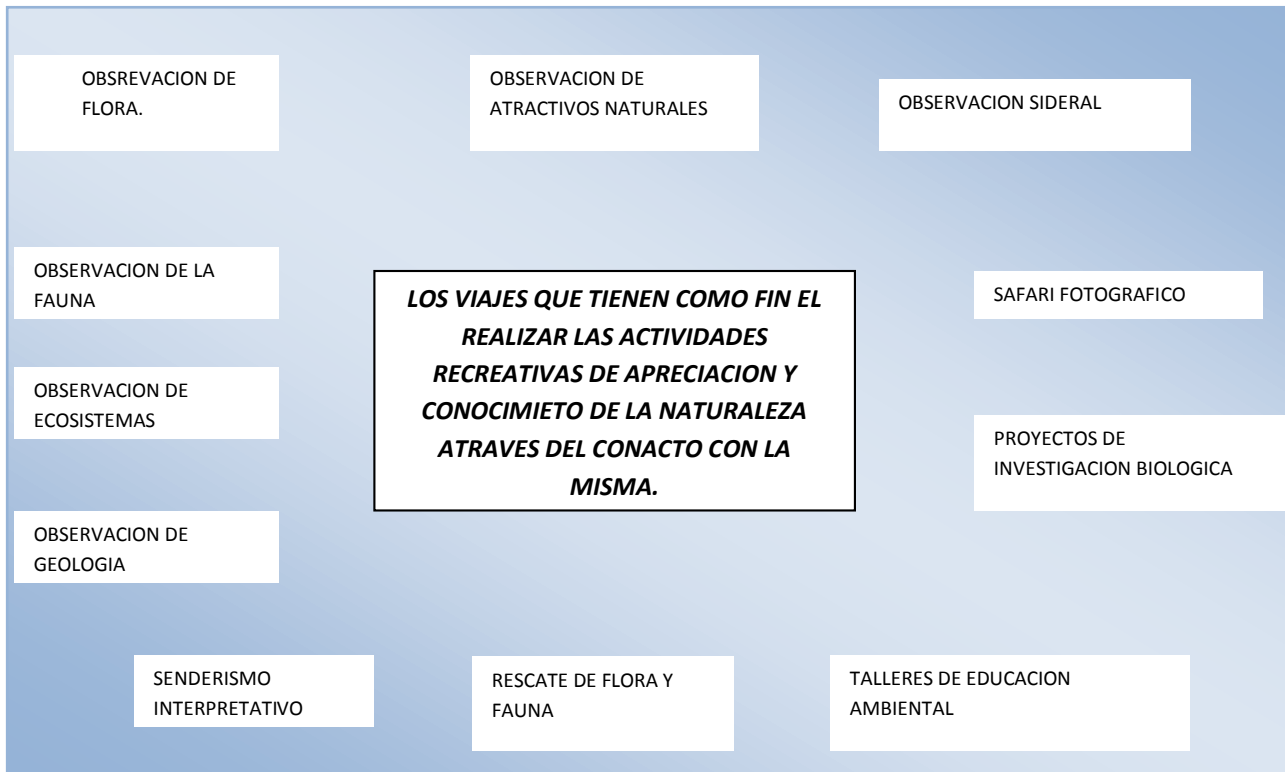 OBSREVACION DE
FLORA.
OBSERVACION DE
ATRACTIVOS NATURALES
OBSERVACION SIDERAL
OBSERVACION DE LA
FAUNA
LOS VIAJES QUE TIENEN COMO FIN EL
REALIZAR LAS ACTIVIDADES
RECREATIVAS DE APRECIACION Y
CONOCIMIETO DE LA NATURALEZA
ATRAVES DEL CONACTO CON LA
MISMA.
SAFARI FOTOGRAFICO
OBSERVACION DE
ECOSISTEMAS
PROYECTOS DE
INVESTIGACION BIOLOGICA
OBSERVACION DE
GEOLOGIA
SENDERISMO
INTERPRETATIVO
RESCATE DE FLORA Y
FAUNA
TALLERES DE EDUCACION
AMBIENTAL